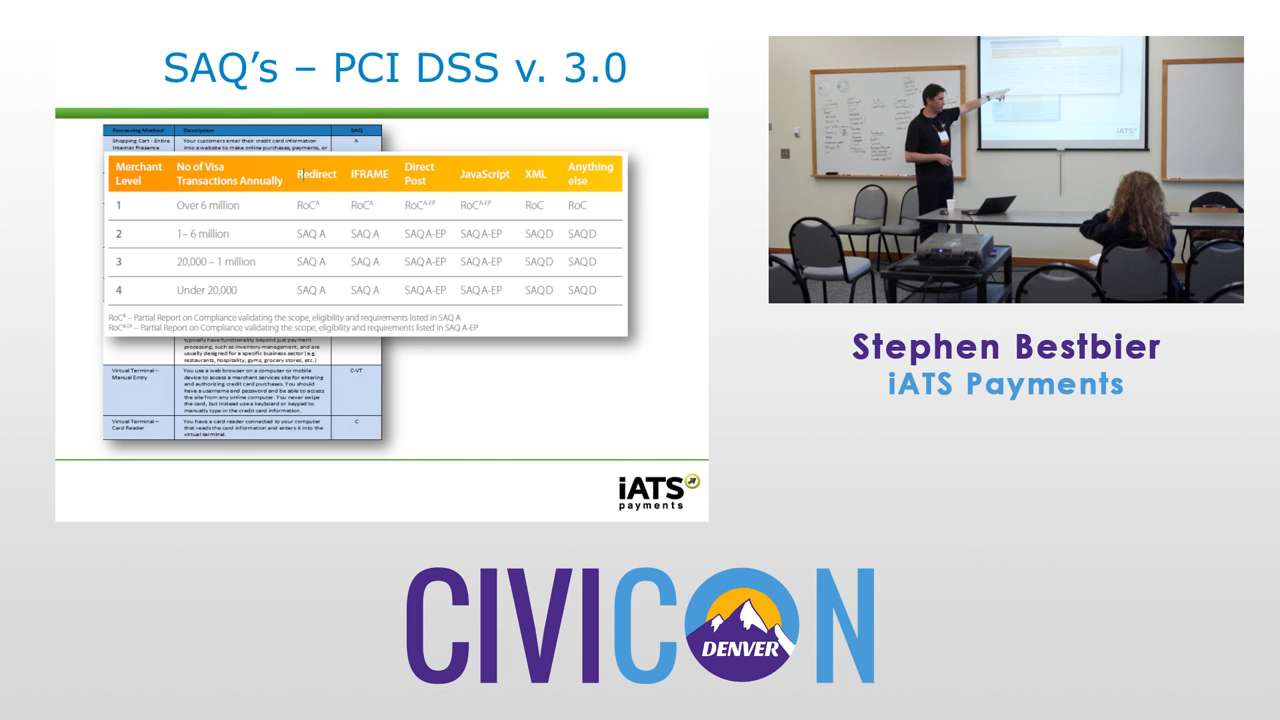 SAQ's – PCI DSS v. 3.0
Processing Method Description SAQ
Shopping Cart - Entire Your customers enter their credit card information A
Internet Presence into a website to make online purchases, payments, or
Merchant No of Visa Redirect IFRAME Direct JavaScript XML Anything
Level Transactions Annually Post else
1 Over 6 million RoCA RoCA RoCA-EP RoCA-EP RoC RoC
2 1– 6 million SAQ A SAQ A SAQ A-EP SAQ A-EP SAQ D SAQ D
3 20,000 – 1 million SAQ A SAQ A SAQ A-EP SAQ A-EP SAQ D SAQ D
4 Under 20,000 SAQ A SAQ A SAQ A-EP SAQ A-EP SAQ D SAQ D
RoCA – Partial Report on Compliance validating the scope, eligibility and requirements listed in SAQ A
RoCA-EP – Partial Report on Compliance validating the scope, eligibility and requirements listed in SAQ A-EP
typically have functionality beyond just payment
processing, such as inventory management, and are
usually designed for a specific business sector (e.g.
restaurants, hospitality, gyms, grocery stores, etc.)
Virtual Terminal – You use a web browser on a computer or mobile C-VT
Manual Entry device to access a merchant services site for entering
and authorizing credit card purchases. You should
have a username and password and be able to access
the site from any online computer. You never swipe
the card, but instead use a keyboard or keypad to
manually type in the credit card information.
Virtual Terminal – You have a card reader connected to your computer C
Card Reader that reads the card information and enters it into the
virtual terminal.
iATS
payments
iATS
Stephen Bestbier
iATS Payments
CIVICON
DENVER